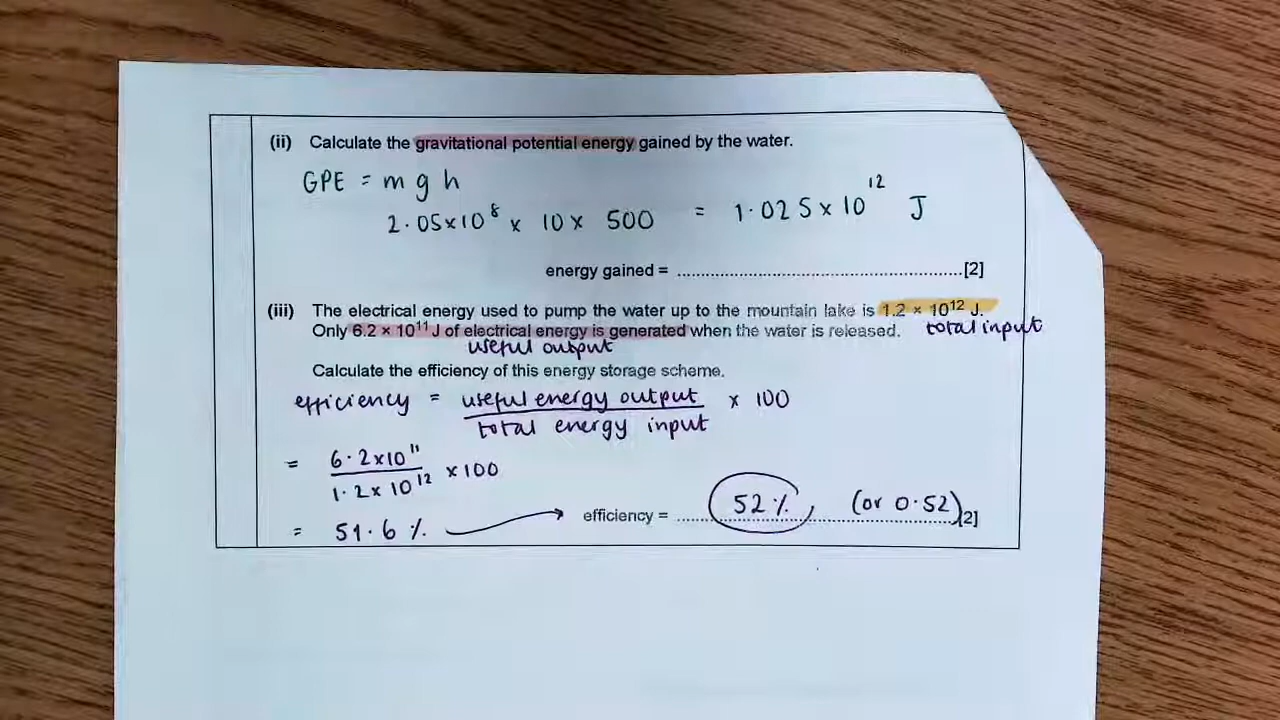 (ii) Calculate the gravitational potential energy gained by the water.
GPE = m g h
2.05x10⁸ x 10 x 500 = 1.025 x 10¹² J
energy gained = ........................................................[2]
(iii) The electrical energy used to pump the water up to the mountain lake is 1.2 × 10¹² J.
Only 6.2 × 10¹¹ J of electrical energy is generated when the water is released. total input
useful output
Calculate the efficiency of this energy storage scheme.
efficiency = useful energy output x 100
total energy input
= 6.2x10¹¹ x 100
1.2 x 10¹²
= 51.6 %. efficiency = ........ 52 %, (or 0.52) [2]